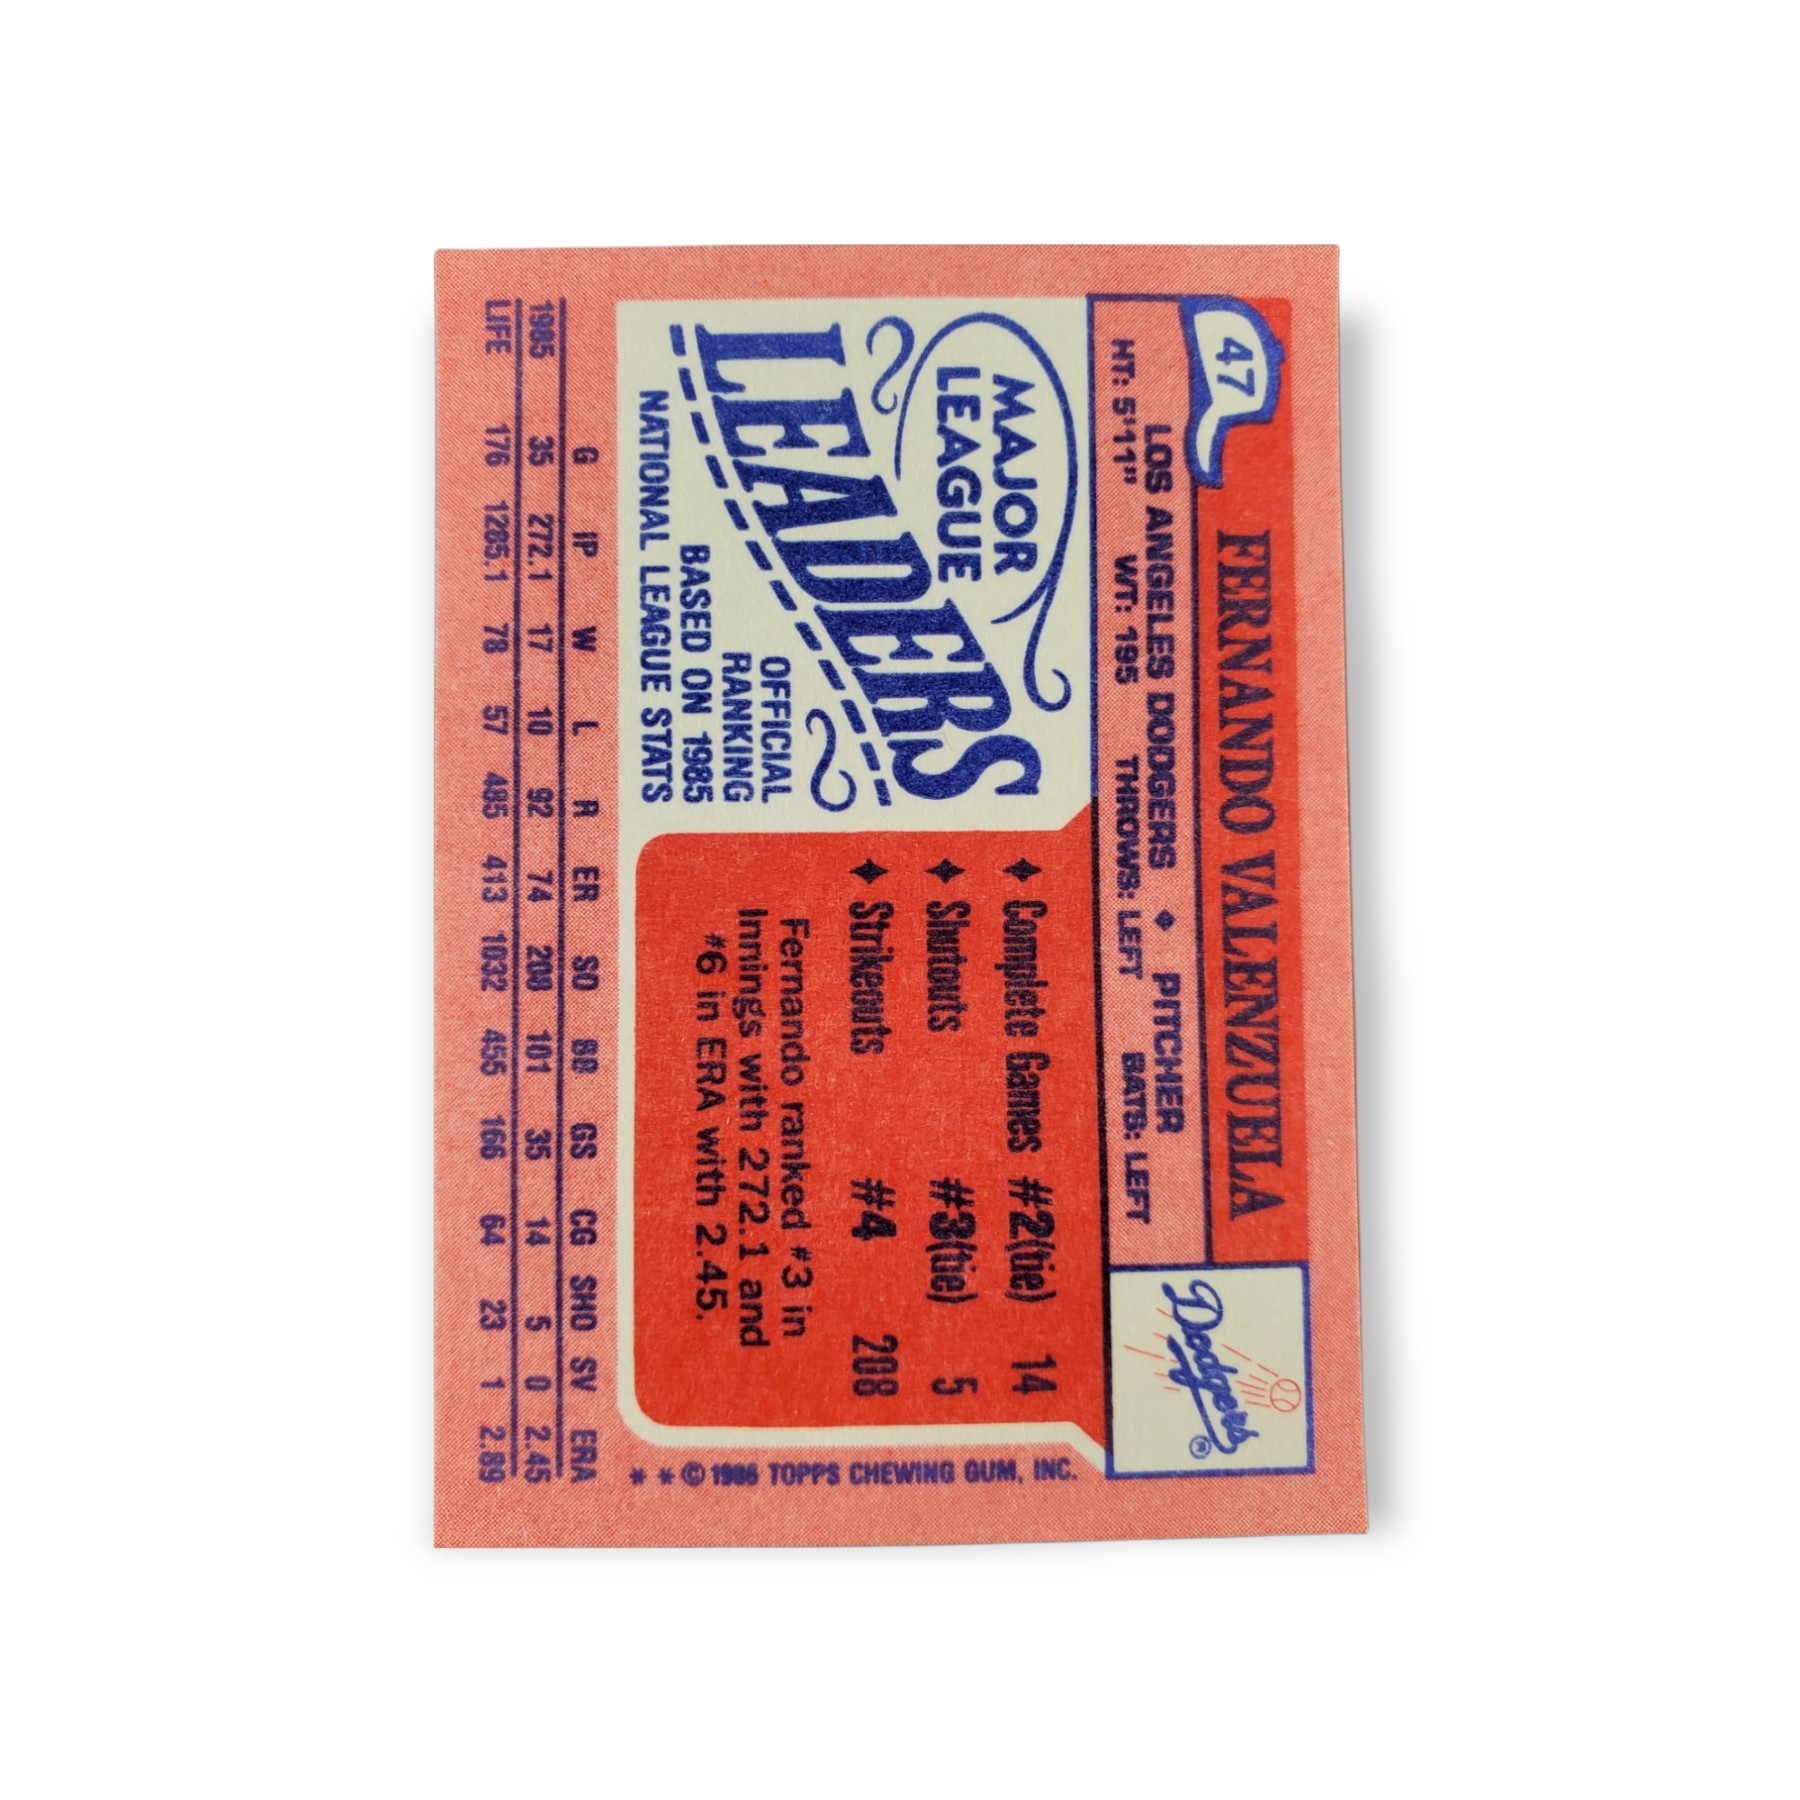 47
FERNANDO VALENZUELA
LOS ANGELES DODGERS ♦ PITCHER
HT: 5'11" WT: 195 THROWS: LEFT BATS: LEFT
Dodgers ®
MAJOR
LEAGUE
LEADERS
OFFICIAL
RANKING
BASED ON 1985
NATIONAL LEAGUE STATS
♦ Complete Games #2(tie) 14
♦ Shutouts #3(tie) 5
♦ Strikeouts #4 208
Fernando ranked #3 in
Innings with 272.1 and
#6 in ERA with 2.45.
* * © 1986 TOPPS CHEWING GUM, INC.
G IP W L R ER SO BB GS CG SHO SV ERA
1985 35 272.1 17 10 92 74 208 101 35 14 5 0 2.45
LIFE 176 1285.1 78 57 485 413 1032 455 166 64 23 1 2.89